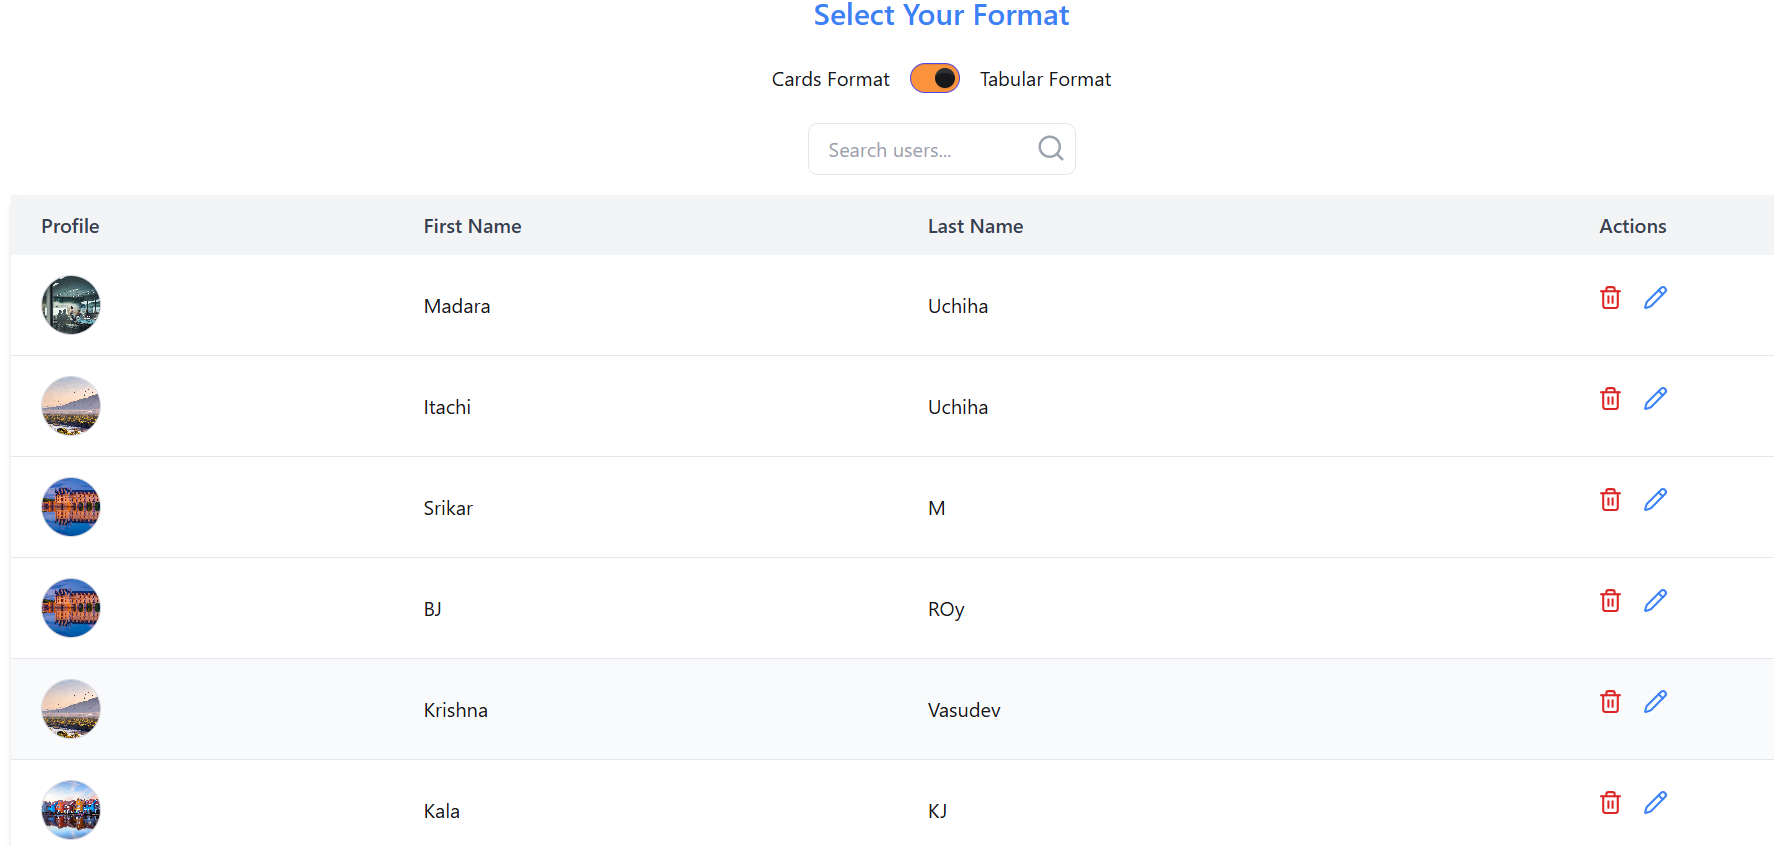 Select Your Format
Cards Format Tabular Format
Search users...
Profile First Name Last Name Actions
Madara Uchiha
Itachi Uchiha
Srikar M
BJ ROy
Krishna Vasudev
Kala KJ